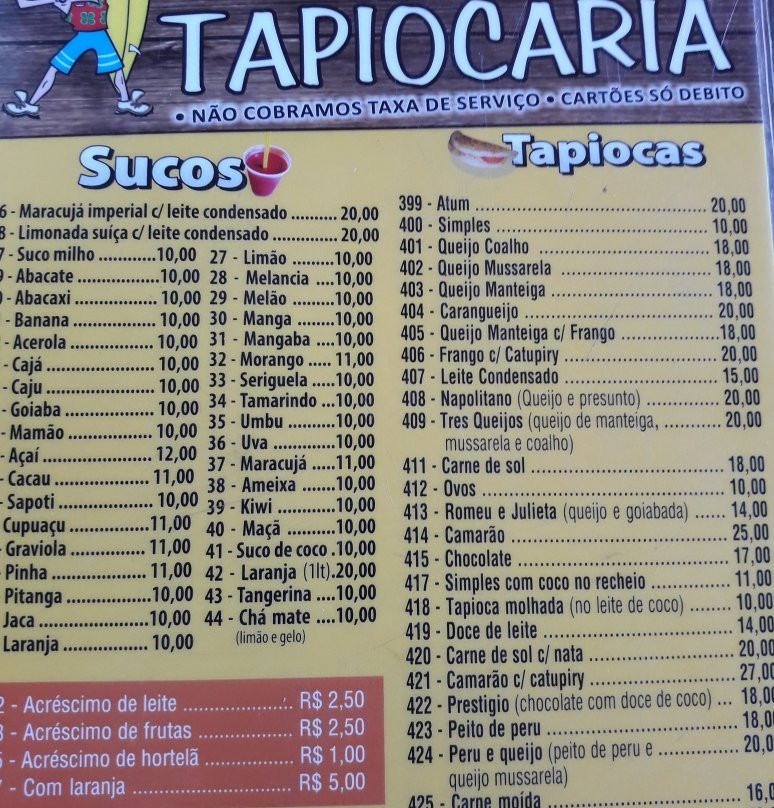 TAPIOCARIA
• NÃO COBRAMOS TAXA DE SERVIÇO • CARTÕES SÓ DEBITO
Sucos
6 - Maracujá imperial c/ leite condensado .......... 20,00
8 - Limonada suíça c/ leite condensado .............. 20,00
7 - Suco milho ............ 10,00
9 - Abacate ................. 10,00
- Abacaxi ................. 10,00
- Banana .................. 10,00
- Acerola .................. 10,00
- Cajá ....................... 10,00
- Caju ....................... 10,00
- Goiaba ................... 10,00
- Mamão .................. 10,00
- Açaí ....................... 12,00
- Cacau ..................... 11,00
- Sapoti .................... 10,00
Cupuaçu .................. 11,00
- Graviola .................. 11,00
- Pinha ...................... 11,00
Pitanga .................... 10,00
Jaca ......................... 10,00
Laranja .................... 10,00
27 - Limão ......... 10,00
28 - Melancia .... 10,00
29 - Melão ......... 10,00
30 - Manga ........ 10,00
31 - Mangaba .... 10,00
32 - Morango ..... 11,00
33 - Seriguela ..... 10,00
34 - Tamarindo ... 10,00
35 - Umbu .......... 10,00
36 - Uva .............. 10,00
37 - Maracujá ..... 11,00
38 - Ameixa ........ 10,00
39 - Kiwi ............. 10,00
40 - Maçã ........... 10,00
41 - Suco de coco . 10,00
42 - Laranja (1lt). 20,00
43 - Tangerina .... 10,00
44 - Chá mate .... 10,00
(limão e gelo)
2 - Acréscimo de leite ................ R$ 2,50
3 - Acréscimo de frutas .............. R$ 2,50
- Acréscimo de hortelã ........... R$ 1,00
- Com laranja ........................ R$ 5,00
Tapiocas
399 - Atum ...................................... 20,00
400 - Simples .................................. 10,00
401 - Queijo Coalho ........................ 18,00
402 - Queijo Mussarela ................... 18,00
403 - Queijo Manteiga .................... 18,00
404 - Carangueijo ........................... 20,00
405 - Queijo Manteiga c/ Frango ..... 18,00
406 - Frango c/ Catupiry ................. 20,00
407 - Leite Condensado .................. 15,00
408 - Napolitano (Queijo e presunto) ......... 20,00
409 - Tres Queijos (queijo de manteiga, ......... 20,00
mussarela e coalho)
411 - Carne de sol .......................... 18,00
412 - Ovos ...................................... 10,00
413 - Romeu e Julieta (queijo e goiabada) ...... 14,00
414 - Camarão ................................ 25,00
415 - Chocolate .............................. 17,00
417 - Simples com coco no recheio ........... 11,00
418 - Tapioca molhada (no leite de coco) ........ 10,00
419 - Doce de leite .......................... 14,00
420 - Carne de sol c/ nata ............... 20,00
421 - Camarão c/ catupiry .............. 27,00
422 - Prestigio (chocolate com doce de coco) ... 18,00
423 - Peito de peru .......................... 18,00
424 - Peru e queijo (peito de peru e ................ 20,0
queijo mussarela)
425 - Carne moída .......................... 16,0